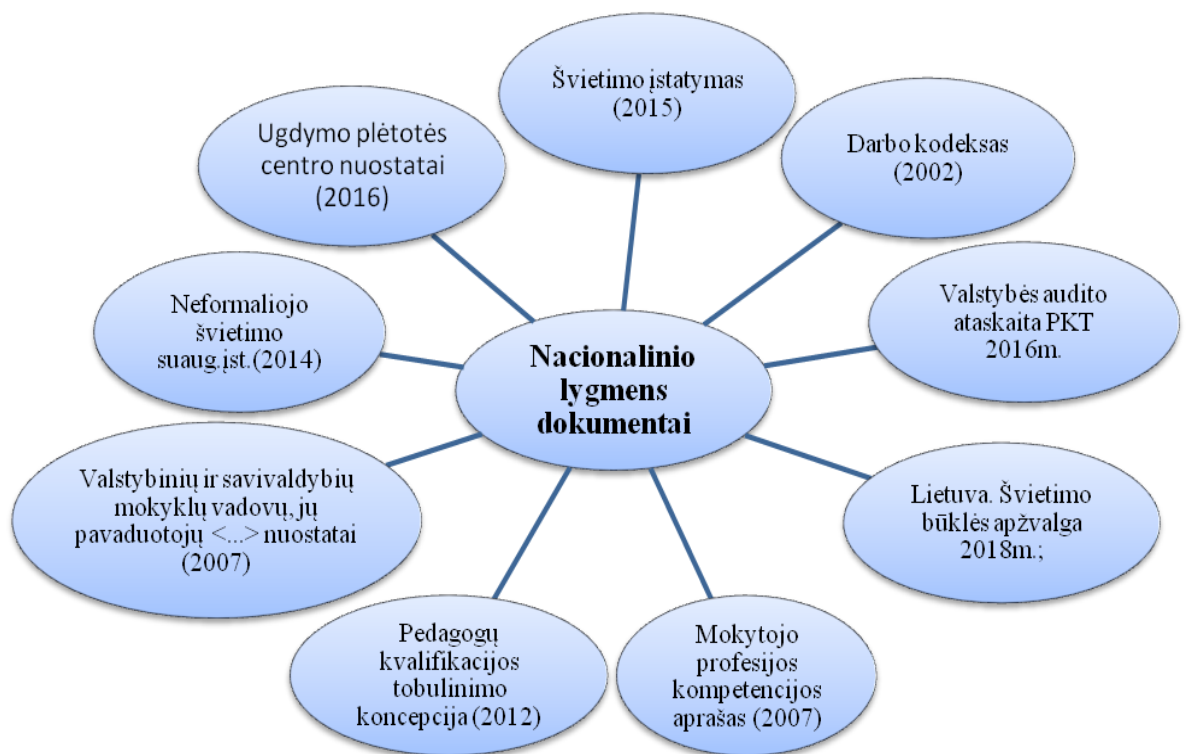 Švietimo įstatymas
(2015)
Darbo kodeksas
(2002)
Valstybės audito
ataskaita PKT
2016m.
Lietuva. Švietimo
būklės apžvalga
2018m.;
Mokytojo
profesijos
kompetencijos
aprašas (2007)
Pedagogų
kvalifikacijos
tobulinimo
koncepcija (2012)
Valstybinių ir savivaldybių
mokyklų vadovų, jų
pavaduotojų <...> nuostatai
(2007)
Neformaliojo
švietimo
suaug.įst.(2014)
Ugdymo plėtotės
centro nuostatai
(2016)
Nacionalinio
lygmens
dokumentai